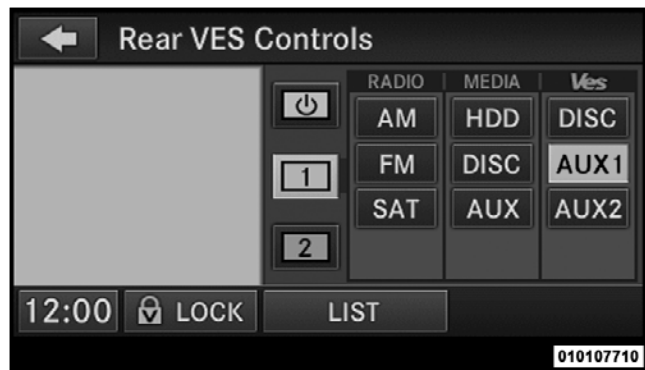 Rear VES Controls
RADIO MEDIA Ves
AM HDD DISC
1 FM DISC AUX1
SAT AUX AUX2
2
12:00 LOCK LIST
010107710